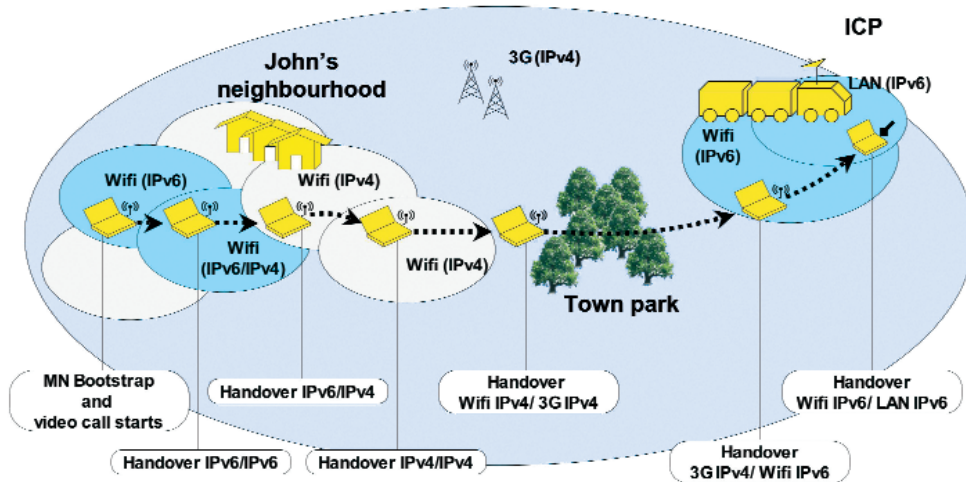 ICP
3G (IPv4)
John's
neighbourhood
LAN (IPv6)
Wifi
(IPv6)
Wifi (IPv6)
Wifi (IPv4)
Wifi
(IPv6/IPv4)
Wifi (IPv4)
Town park
MN Bootstrap
and
video call starts
Handover IPv6/IPv4
Handover
Wifi IPv4/ 3G IPv4
Handover
Wifi IPv6/ LAN IPv6
Handover IPv6/IPv6
Handover IPv4/IPv4
Handover
3G IPv4/ Wifi IPv6